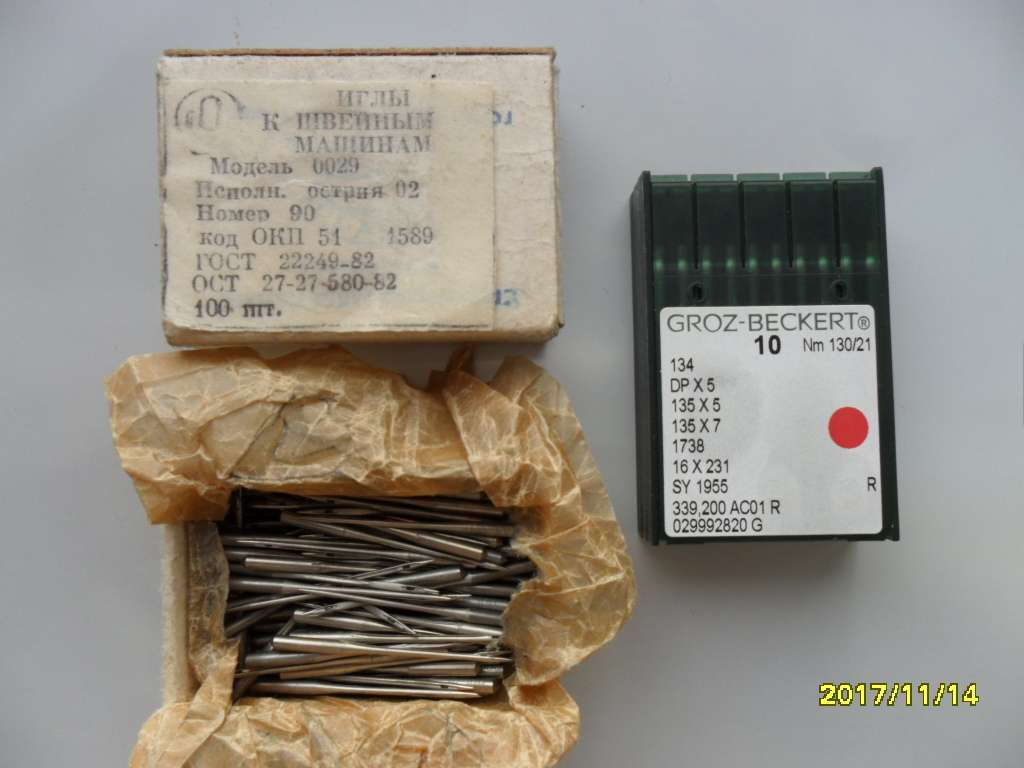 ИГЛЫ
К ШВЕЙНЫМ
МАШИНАМ
Модель 0029
Исполн. острия 02
Номер 90
код ОКП 51 1589
ГОСТ 22249-82
ОСТ 27-27-580-82
100 шт.
GROZ-BECKERT®
10 Nm 130/21
134
DP X 5
135 X 5
135 X 7
1738
16 X 231
SY 1955 R
339,200 AC01 R
029992820 G
2017/11/14